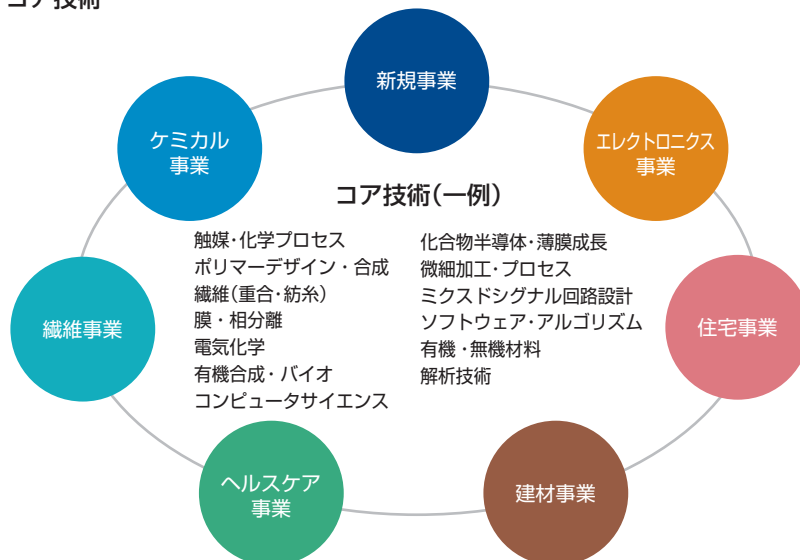 コア技術
新規事業
ケミカル
事業
エレクトロニクス
事業
コア技術(一例)
触媒・化学プロセス
ポリマーデザイン・合成
繊維(重合・紡糸)
膜・相分離
電気化学
有機合成・バイオ
コンピュータサイエンス
化合物半導体・薄膜成長
微細加工・プロセス
ミクスドシグナル回路設計
ソフトウェア・アルゴリズム
有機・無機材料
解析技術
繊維事業
住宅事業
ヘルスケア
事業
建材事業